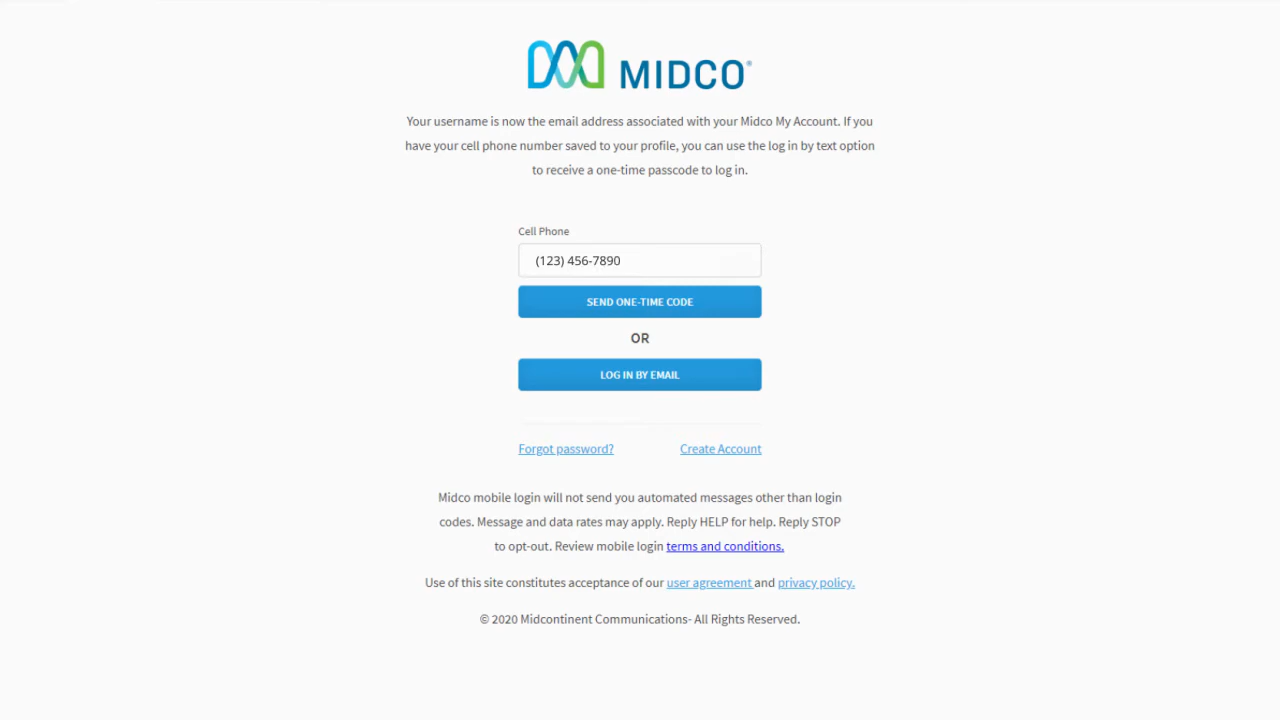 MIDCO®
Your username is now the email address associated with your Midco My Account. If you
have your cell phone number saved to your profile, you can use the log in by text option
to receive a one-time passcode to log in.
Cell Phone
(123) 456-7890
SEND ONE-TIME CODE
OR
LOG IN BY EMAIL
Forgot password? Create Account
Midco mobile login will not send you automated messages other than login
codes. Message and data rates may apply. Reply HELP for help. Reply STOP
to opt-out. Review mobile login terms and conditions.
Use of this site constitutes acceptance of our user agreement and privacy policy.
© 2020 Midcontinent Communications- All Rights Reserved.